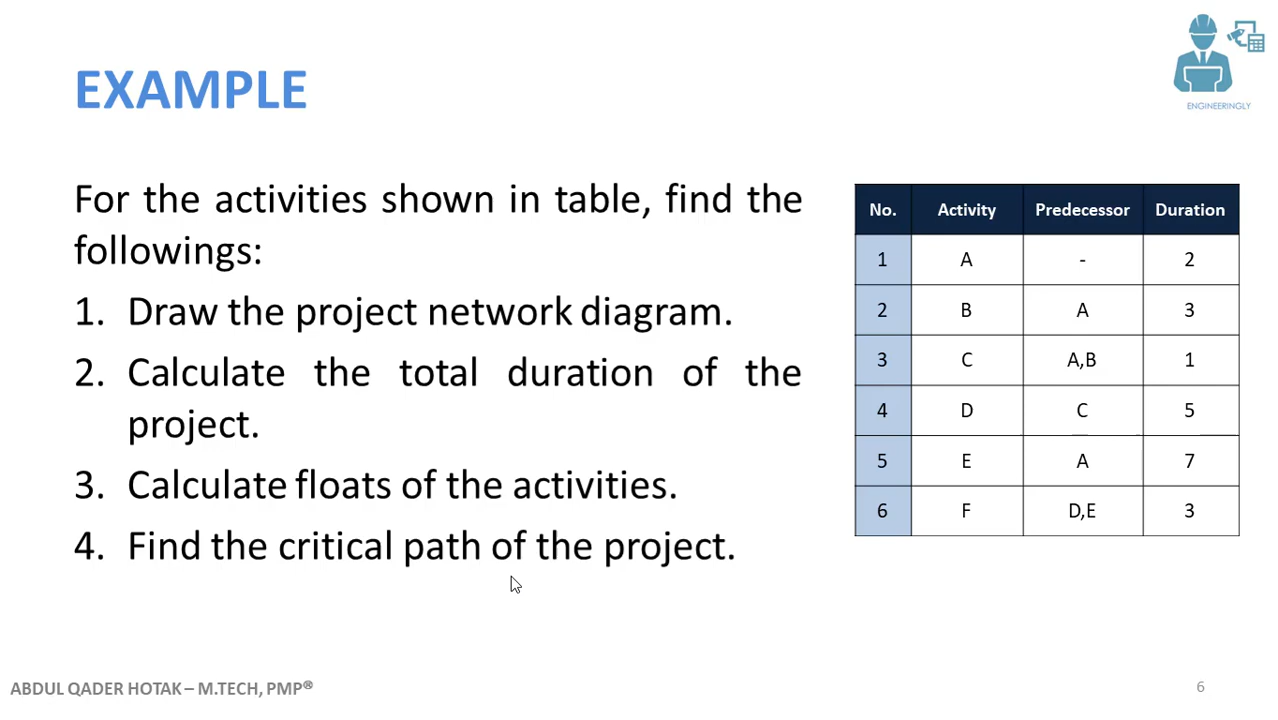 ENGINEERINGLY
EXAMPLE
For the activities shown in table, find the
followings:
1. Draw the project network diagram.
2. Calculate the total duration of the
project.
3. Calculate floats of the activities.
4. Find the critical path of the project.
No. Activity Predecessor Duration
1 A - 2
2 B A 3
3 C A,B 1
4 D C 5
5 E A 7
6 F D,E 3
ABDUL QADER HOTAK – M.TECH, PMP®
6